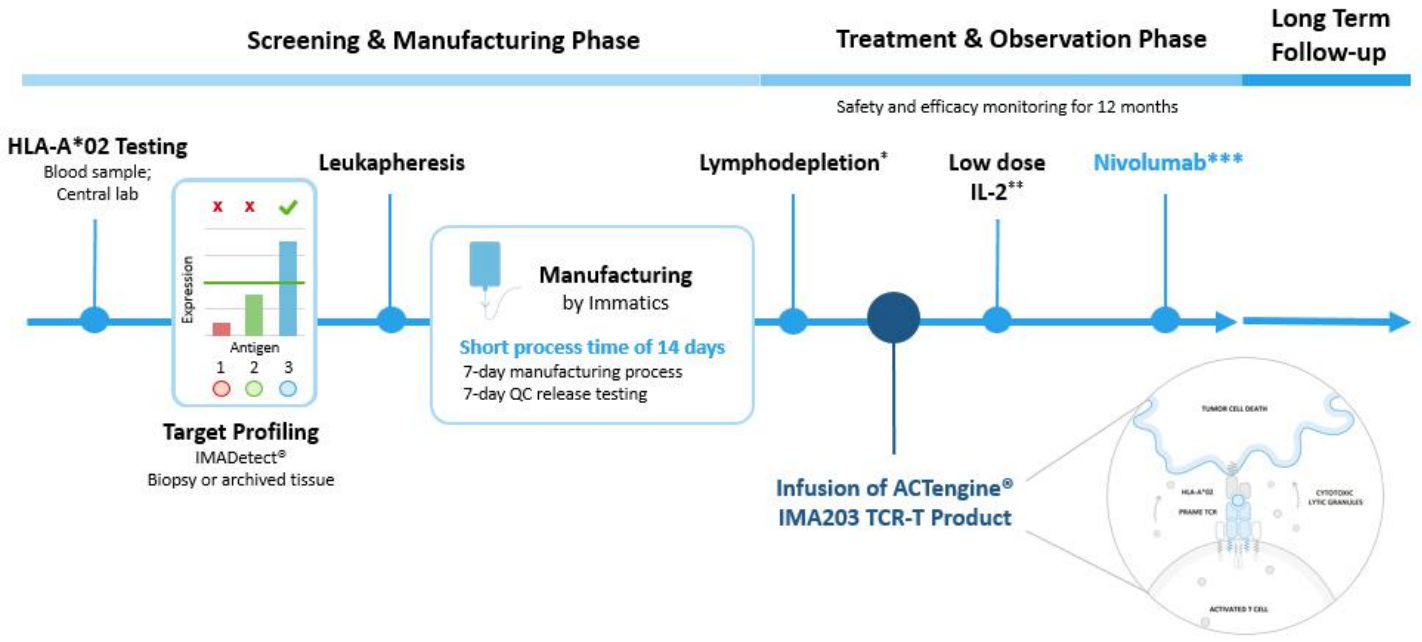 Screening & Manufacturing Phase
Treatment & Observation Phase
Long Term
Follow-up
Safety and efficacy monitoring for 12 months
HLA-A*02 Testing
Blood sample;
Central lab
x x
Expression
Antigen
1 2 3
Target Profiling
IMADetect®
Biopsy or archived tissue
Leukapheresis
Manufacturing
by Immatics
Short process time of 14 days
7-day manufacturing process
7-day QC release testing
Lymphodepletion*
Infusion of ACTengine®
IMA203 TCR-T Product
Low dose
IL-2**
Nivolumab***
TUMOR CELL DEATH
HLA-A*02
PRAME TCR
CYTOTOXIC
LYTIC GRANULES
ACTIVATED T CELL